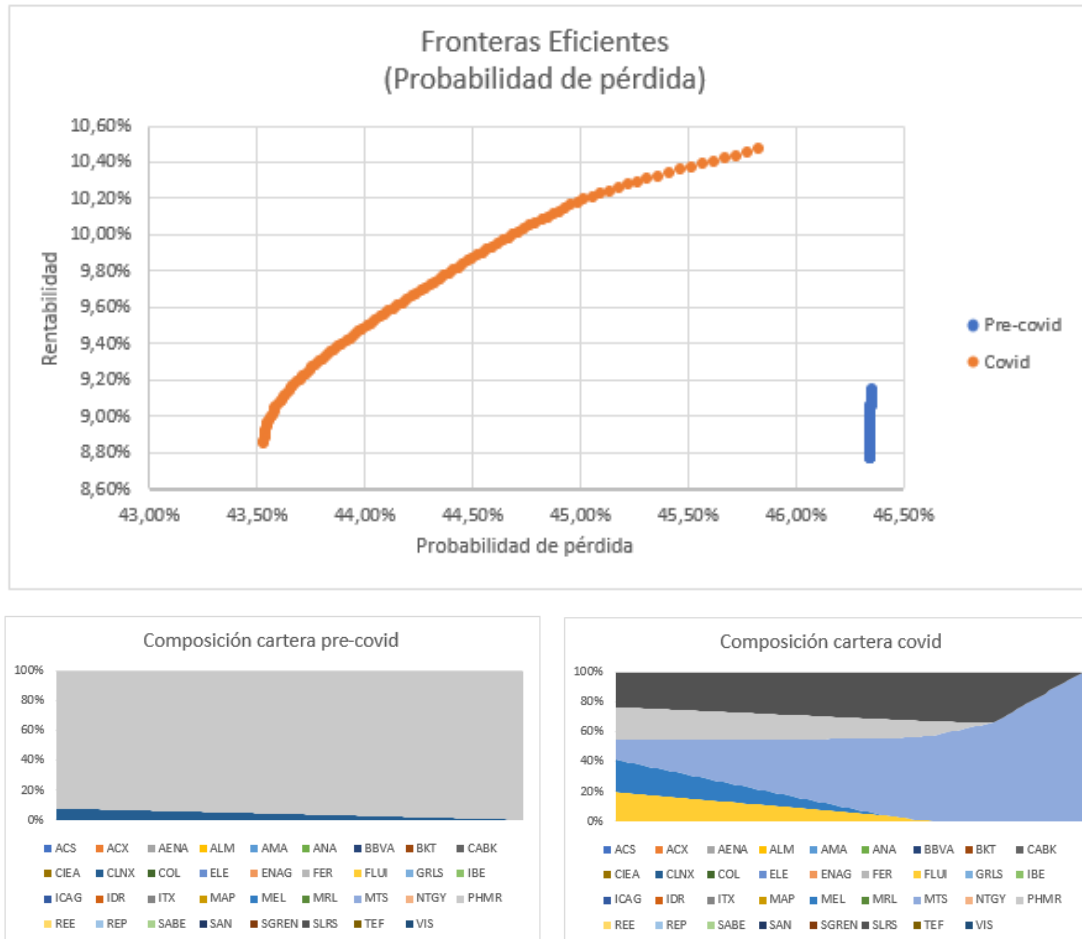 Fronteras Eficientes
(Probabilidad de pérdida)
10,60%
10,40%
10,20%
10,00%
9,80%
9,60%
9,40%
9,20%
9,00%
8,80%
8,60%
Rentabilidad
43,00% 43,50% 44,00% 44,50% 45,00% 45,50% 46,00% 46,50%
Probabilidad de pérdida
Pre-covid
Covid
Composición cartera pre-covid
100%
80%
60%
40%
20%
0%
ACS ACX AENA ALM AMA ANA BBVA BKT CABK
CIEA CLNX COL ELE ENAG FER FLUI GRLS IBE
ICAG IDR ITX MAP MEL MRL MTS NTGY PHMR
REE REP SABE SAN SGREN SLRS TEF VIS
Composición cartera covid
100%
80%
60%
40%
20%
0%
ACS ACX AENA ALM AMA ANA BBVA BKT CABK
CIEA CLNX COL ELE ENAG FER FLUI GRLS IBE
ICAG IDR ITX MAP MEL MRL MTS NTGY PHMR
REE REP SABE SAN SGREN SLRS TEF VIS